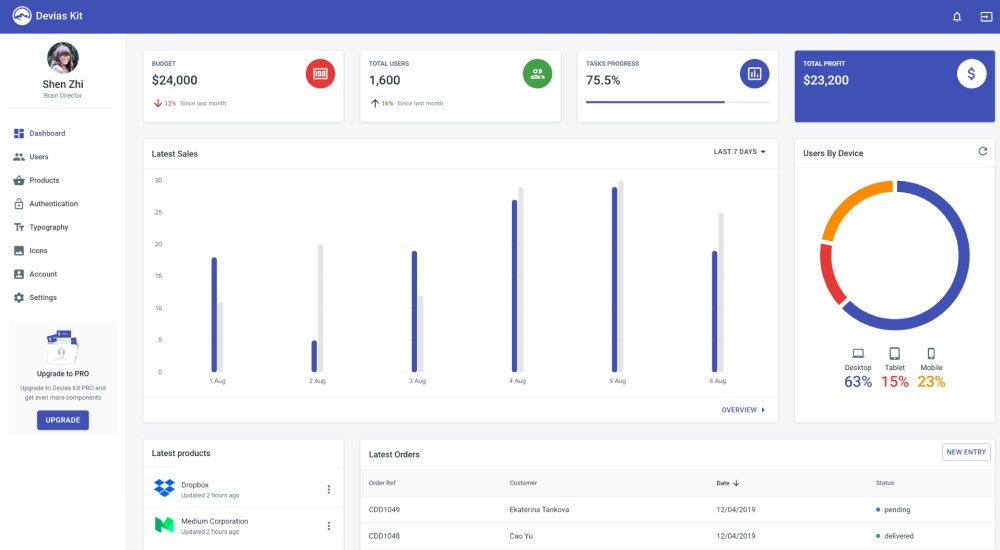 Devias Kit
Shen Zhi
Brain Director
Dashboard
Users
Products
Authentication
Typography
Icons
Account
Settings
Upgrade to PRO
Upgrade to Devias Kit PRO and
get even more components
UPGRADE
BUDGET
$24,000
12% Since last month
TOTAL USERS
1,600
16% Since last month
TASKS PROGRESS
75.5%
TOTAL PROFIT
$23,200
$
Latest Sales
LAST 7 DAYS
30
25
20
15
10
5
0
1 Aug 2 Aug 3 Aug 4 Aug 5 Aug 6 Aug
OVERVIEW
Users By Device
Desktop Tablet Mobile
63% 15% 23%
Latest products
Dropbox
Updated 2 hours ago
Medium Corporation
Updated 2 hours ago
Latest Orders
NEW ENTRY
Order Ref Customer Date Status
CDD1049 Ekaterina Tankova 12/04/2019 pending
CDD1048 Cao Yu 12/04/2019 delivered